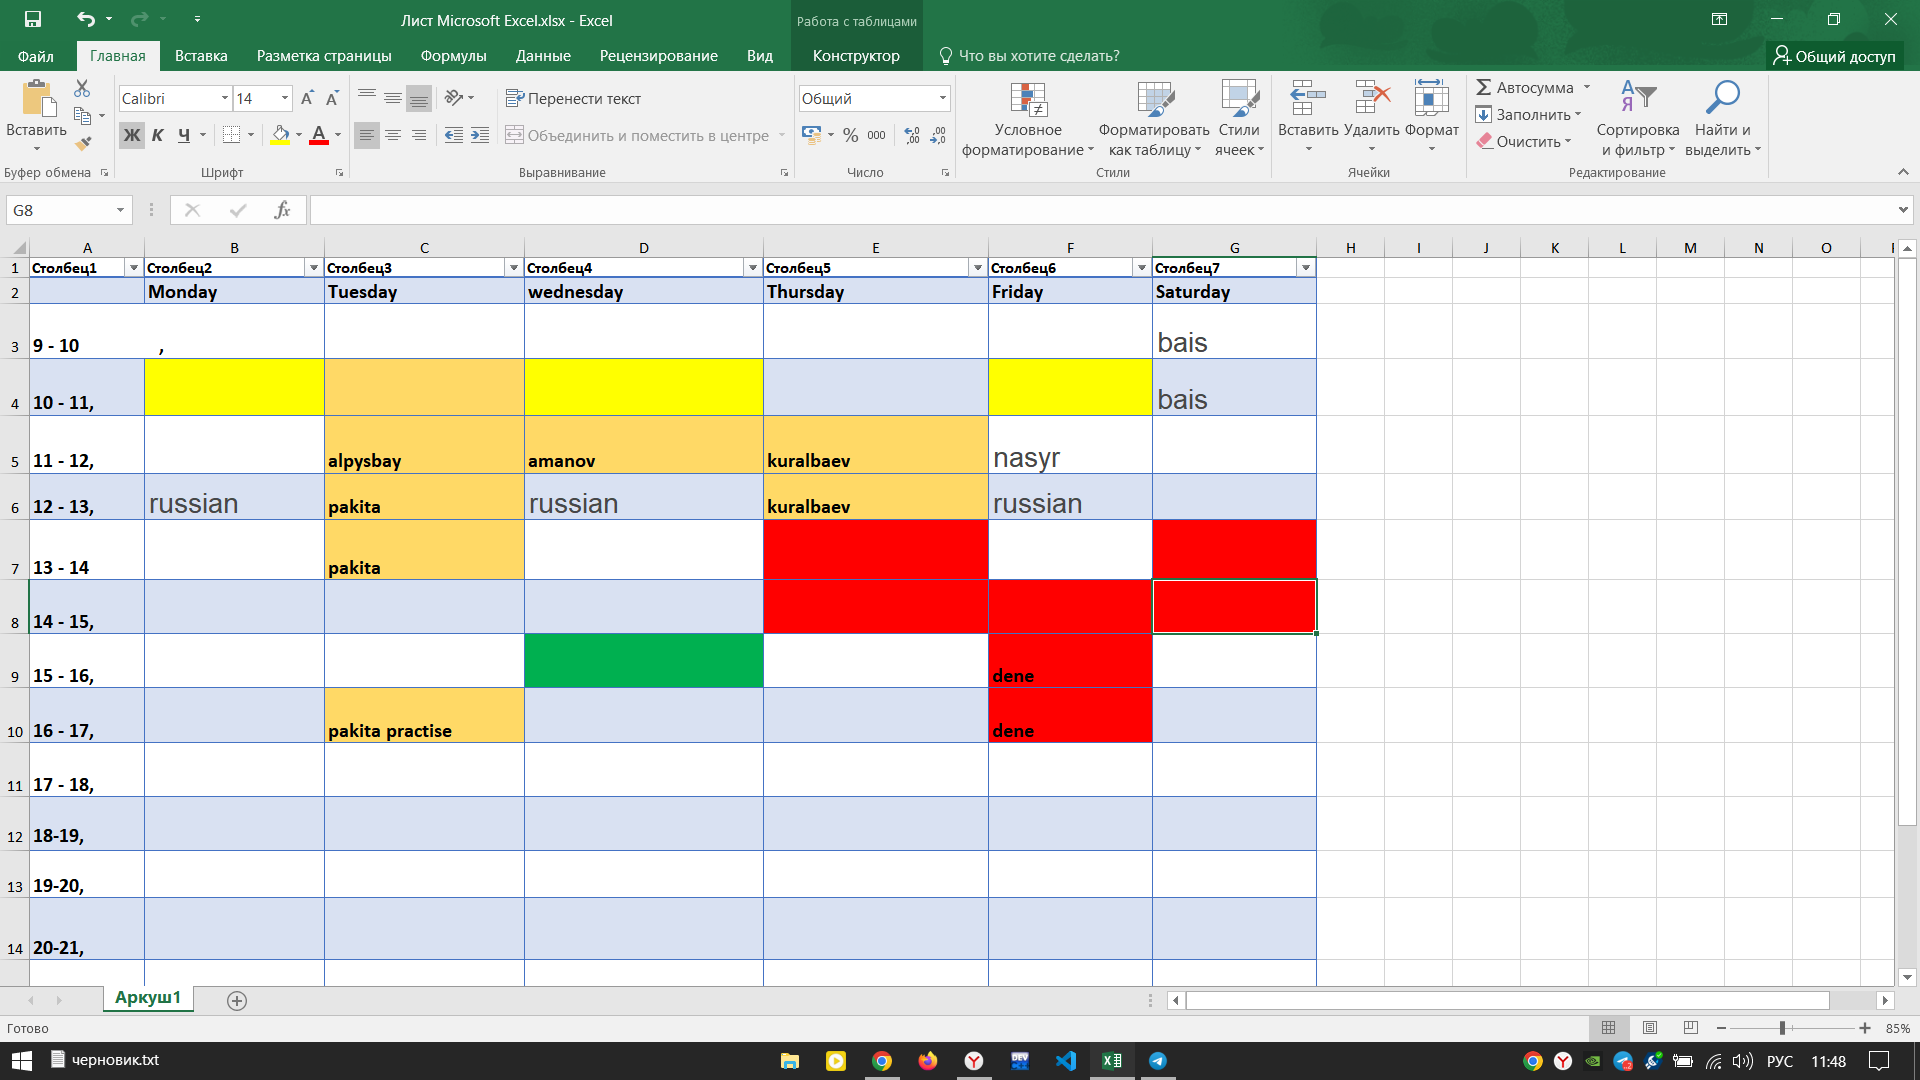 Лист Microsoft Excel.xlsx - Excel
Работа с таблицами
Файл Главная Вставка Разметка страницы Формулы Данные Рецензирование Вид Конструктор Что вы хотите сделать? Общий доступ
Вставить
Буфер обмена
Calibri 14
Ж К Ч
Шрифт
Перенести текст
Объединить и поместить в центре
Выравнивание
Общий
% 000
Число
Условное форматирование
Форматировать как таблицу
Стили ячеек
Стили
Вставить Удалить Формат
Ячейки
Автосумма
Заполнить
Очистить
Сортировка и фильтр
Найти и выделить
Редактирование
G8 fx
A B C D E F G H I J K L M N O
1 Столбец1 Столбец2 Столбец3 Столбец4 Столбец5 Столбец6 Столбец7
2 Monday Tuesday wednesday Thursday Friday Saturday
3 9 - 10 , bais
4 10 - 11, bais
5 11 - 12, alpysbay amanov kuralbaev nasyr
6 12 - 13, russian pakita russian kuralbaev russian
7 13 - 14 pakita
8 14 - 15,
9 15 - 16, dene
10 16 - 17, pakita practise dene
11 17 - 18,
12 18-19,
13 19-20,
14 20-21,
Аркуш1
Готово 85%
черновик.txt РУС 11:48